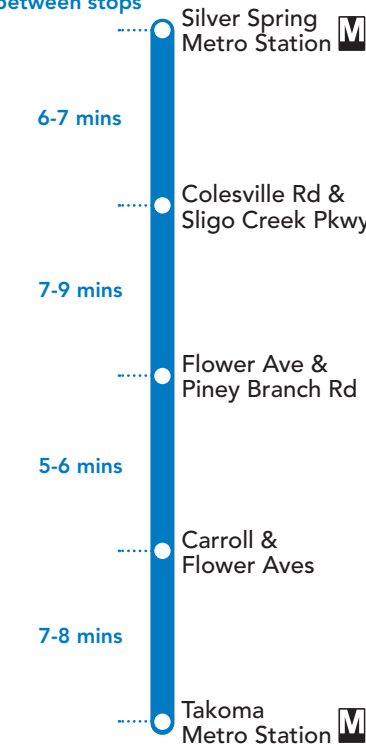 between stops
Silver Spring
Metro Station M
6-7 mins
Colesville Rd &
Sligo Creek Pkwy
7-9 mins
Flower Ave &
Piney Branch Rd
5-6 mins
Carroll &
Flower Aves
7-8 mins
Takoma
Metro Station M